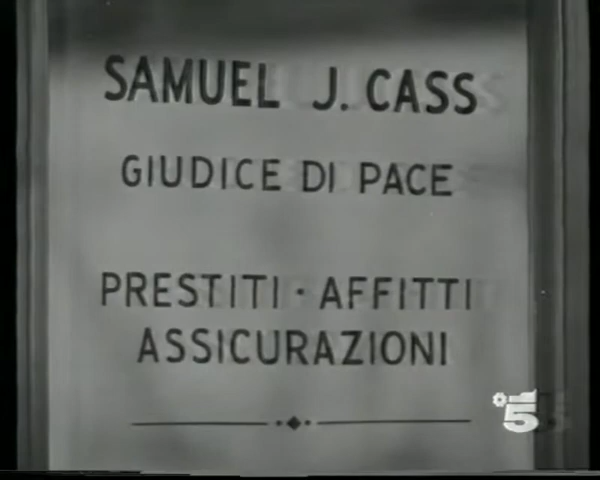 SAMUEL J. CASS
GIUDICE DI PACE
PRESTITI · AFFITTI
ASSICURAZIONI
5